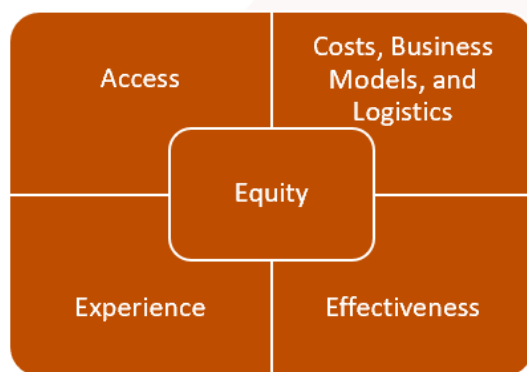 Access
Costs, Business
Models, and
Logistics
Equity
Experience
Effectiveness